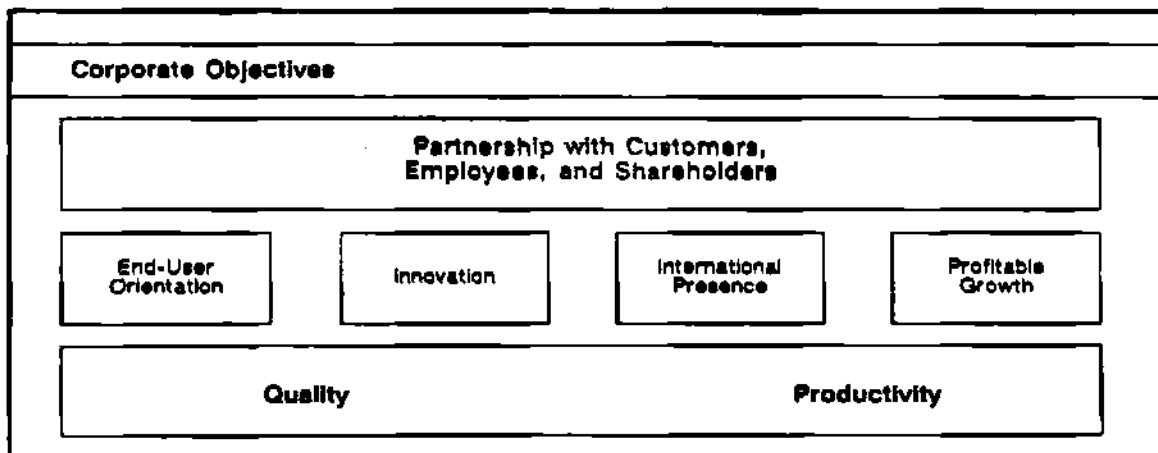 Corporate Objectives
Partnership with Customers,
Employees, and Shareholders
End-User
Orientation
Innovation
International
Presence
Profitable
Growth
Quality
Productivity